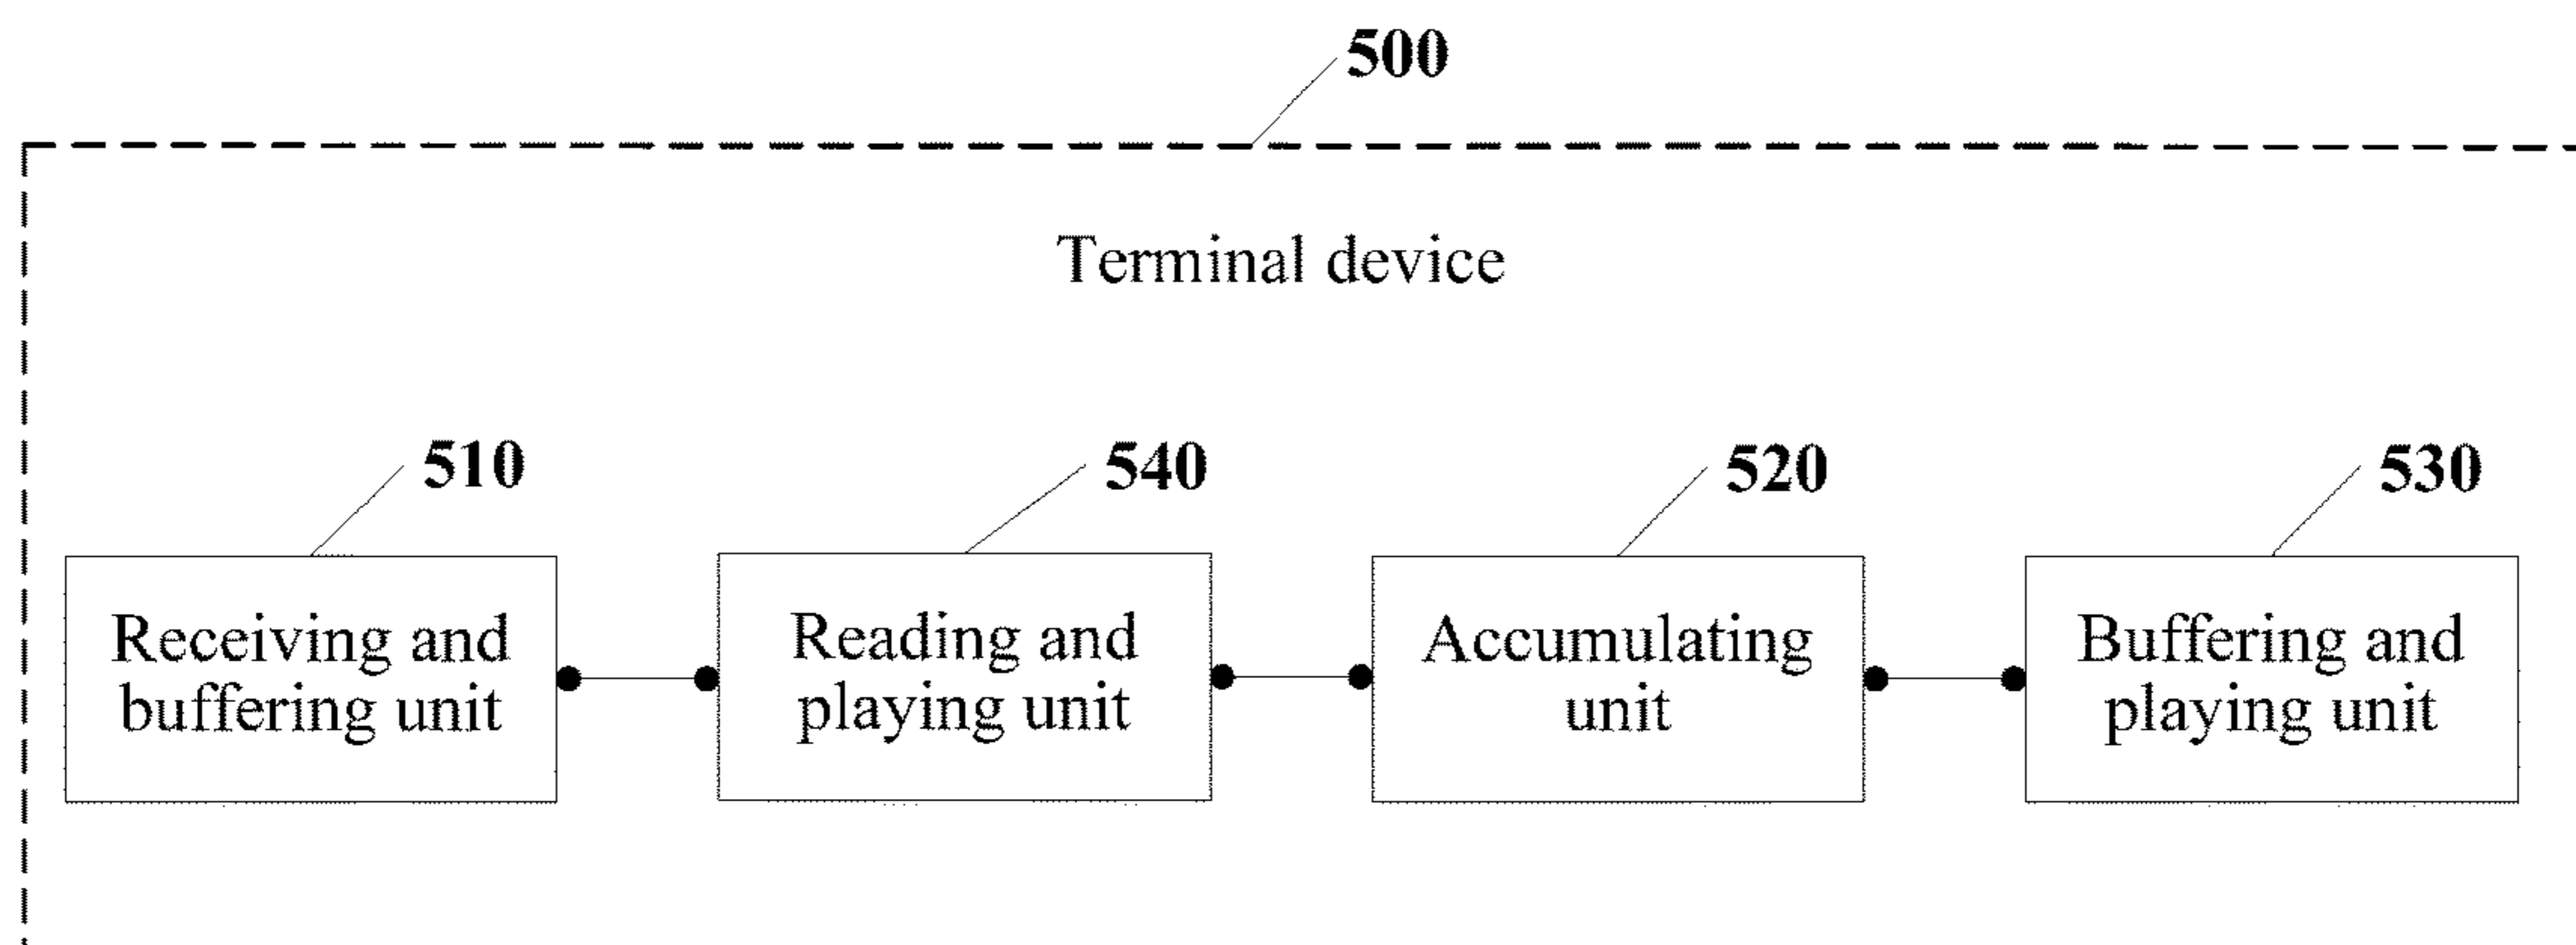 500
Terminal device
510
540
520
530
Receiving and
buffering unit
Reading and
playing unit
Accumulating
unit
Buffering and
playing unit